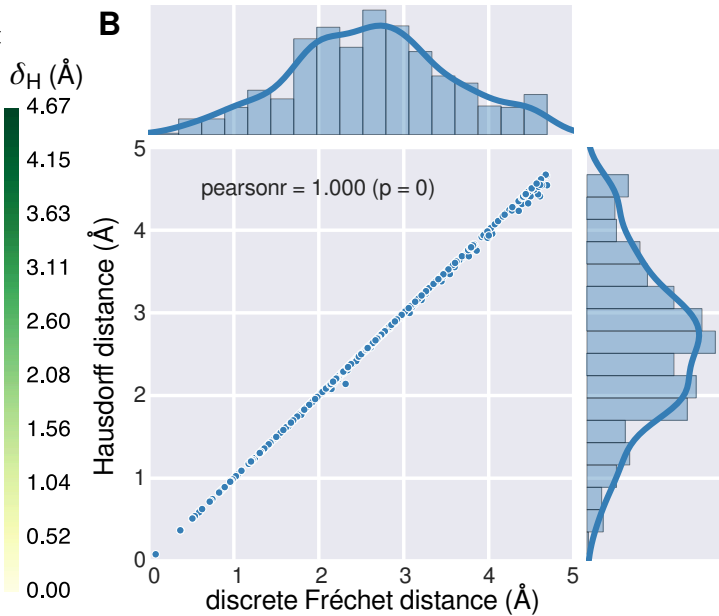 B
δH (Å)
4.67
4.15
3.63
3.11
2.60
2.08
1.56
1.04
0.52
0.00
pearsonr = 1.000 (p = 0)
Hausdorff distance (Å)
5
4
3
2
1
0
0 1 2 3 4 5
discrete Fréchet distance (Å)